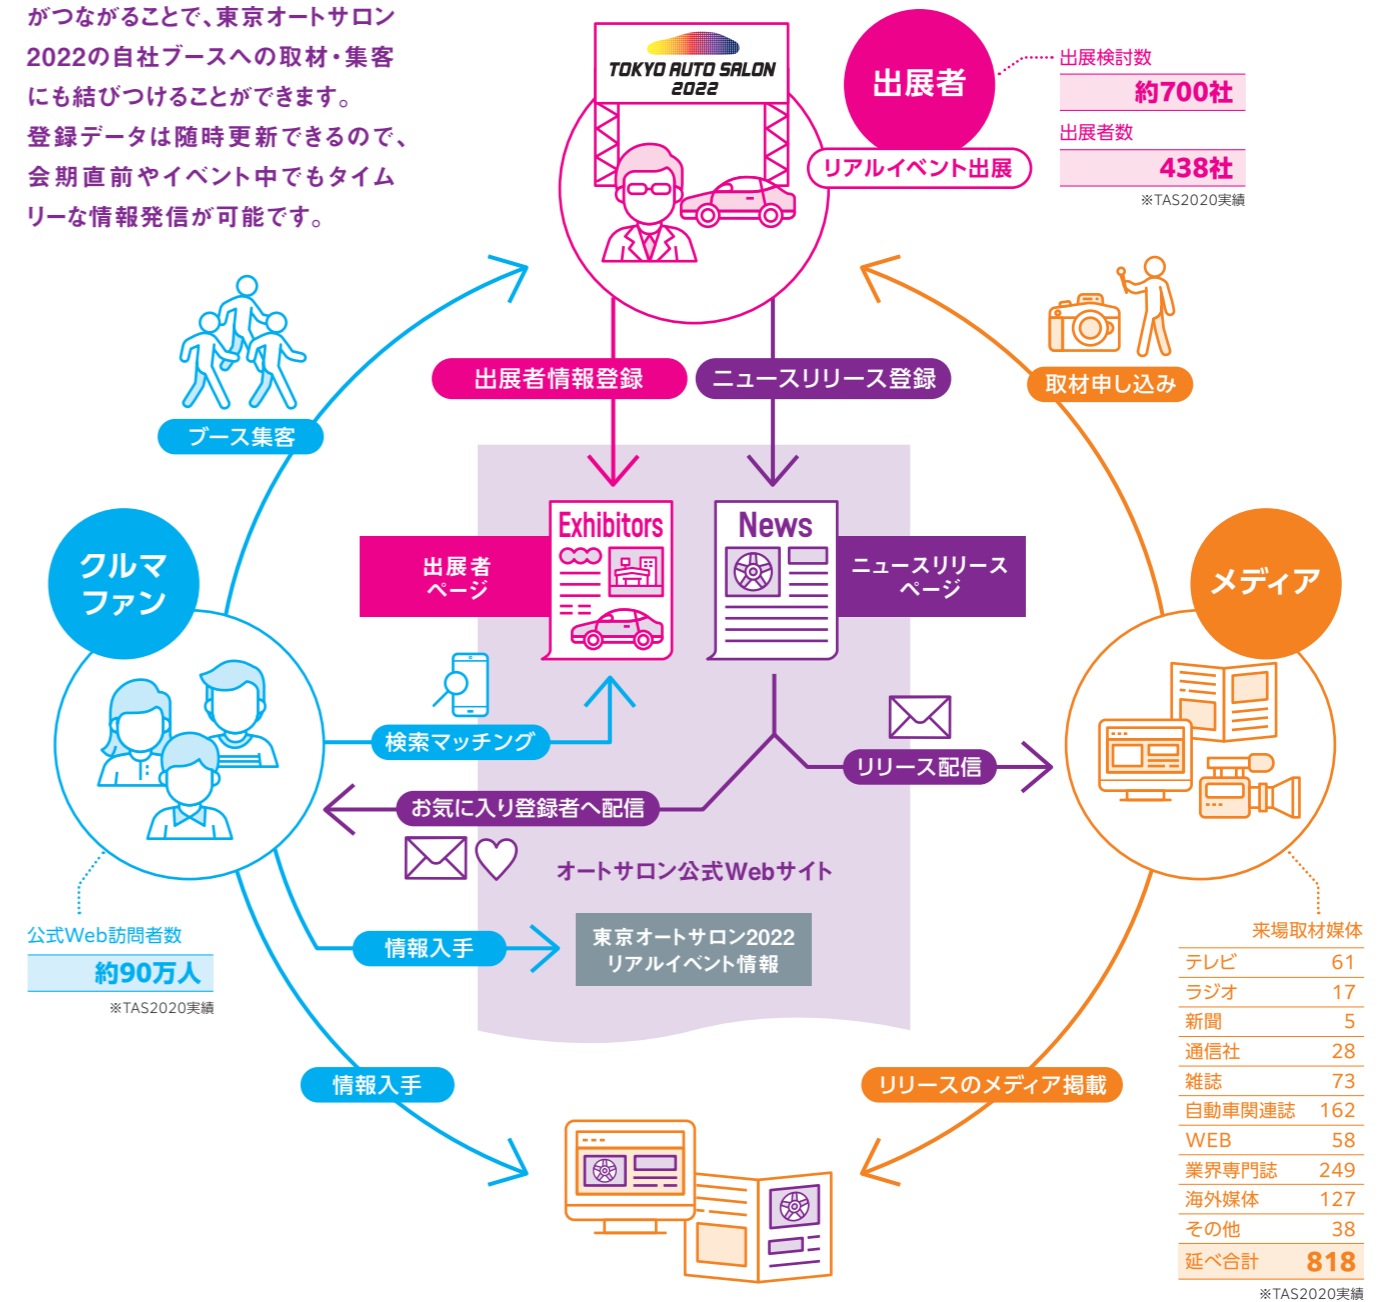 がつながることで、東京オートサロン
2022の自社ブースへの取材・集客
にも結びつけることができます。
登録データは随時更新できるので、
会期直前やイベント中でもタイム
リーな情報発信が可能です。
TOKYO AUTO SALON
2022
出展者
リアルイベント出展
出展検討数
約700社
出展者数
438社
※TAS2020実績
ブース集客
出展者情報登録
ニュースリリース登録
取材申し込み
クルマ
ファン
出展者
ページ
Exhibitors
News
ニュースリリース
ページ
メディア
検索マッチング
リリース配信
お気に入り登録者へ配信
オートサロン公式Webサイト
公式Web訪問者数
約90万人
※TAS2020実績
情報入手
東京オートサロン2022
リアルイベント情報
情報入手
リリースのメディア掲載
来場取材媒体
テレビ 61
ラジオ 17
新聞 5
通信社 28
雑誌 73
自動車関連誌 162
WEB 58
業界専門誌 249
海外媒体 127
その他 38
延べ合計 818
※TAS2020実績